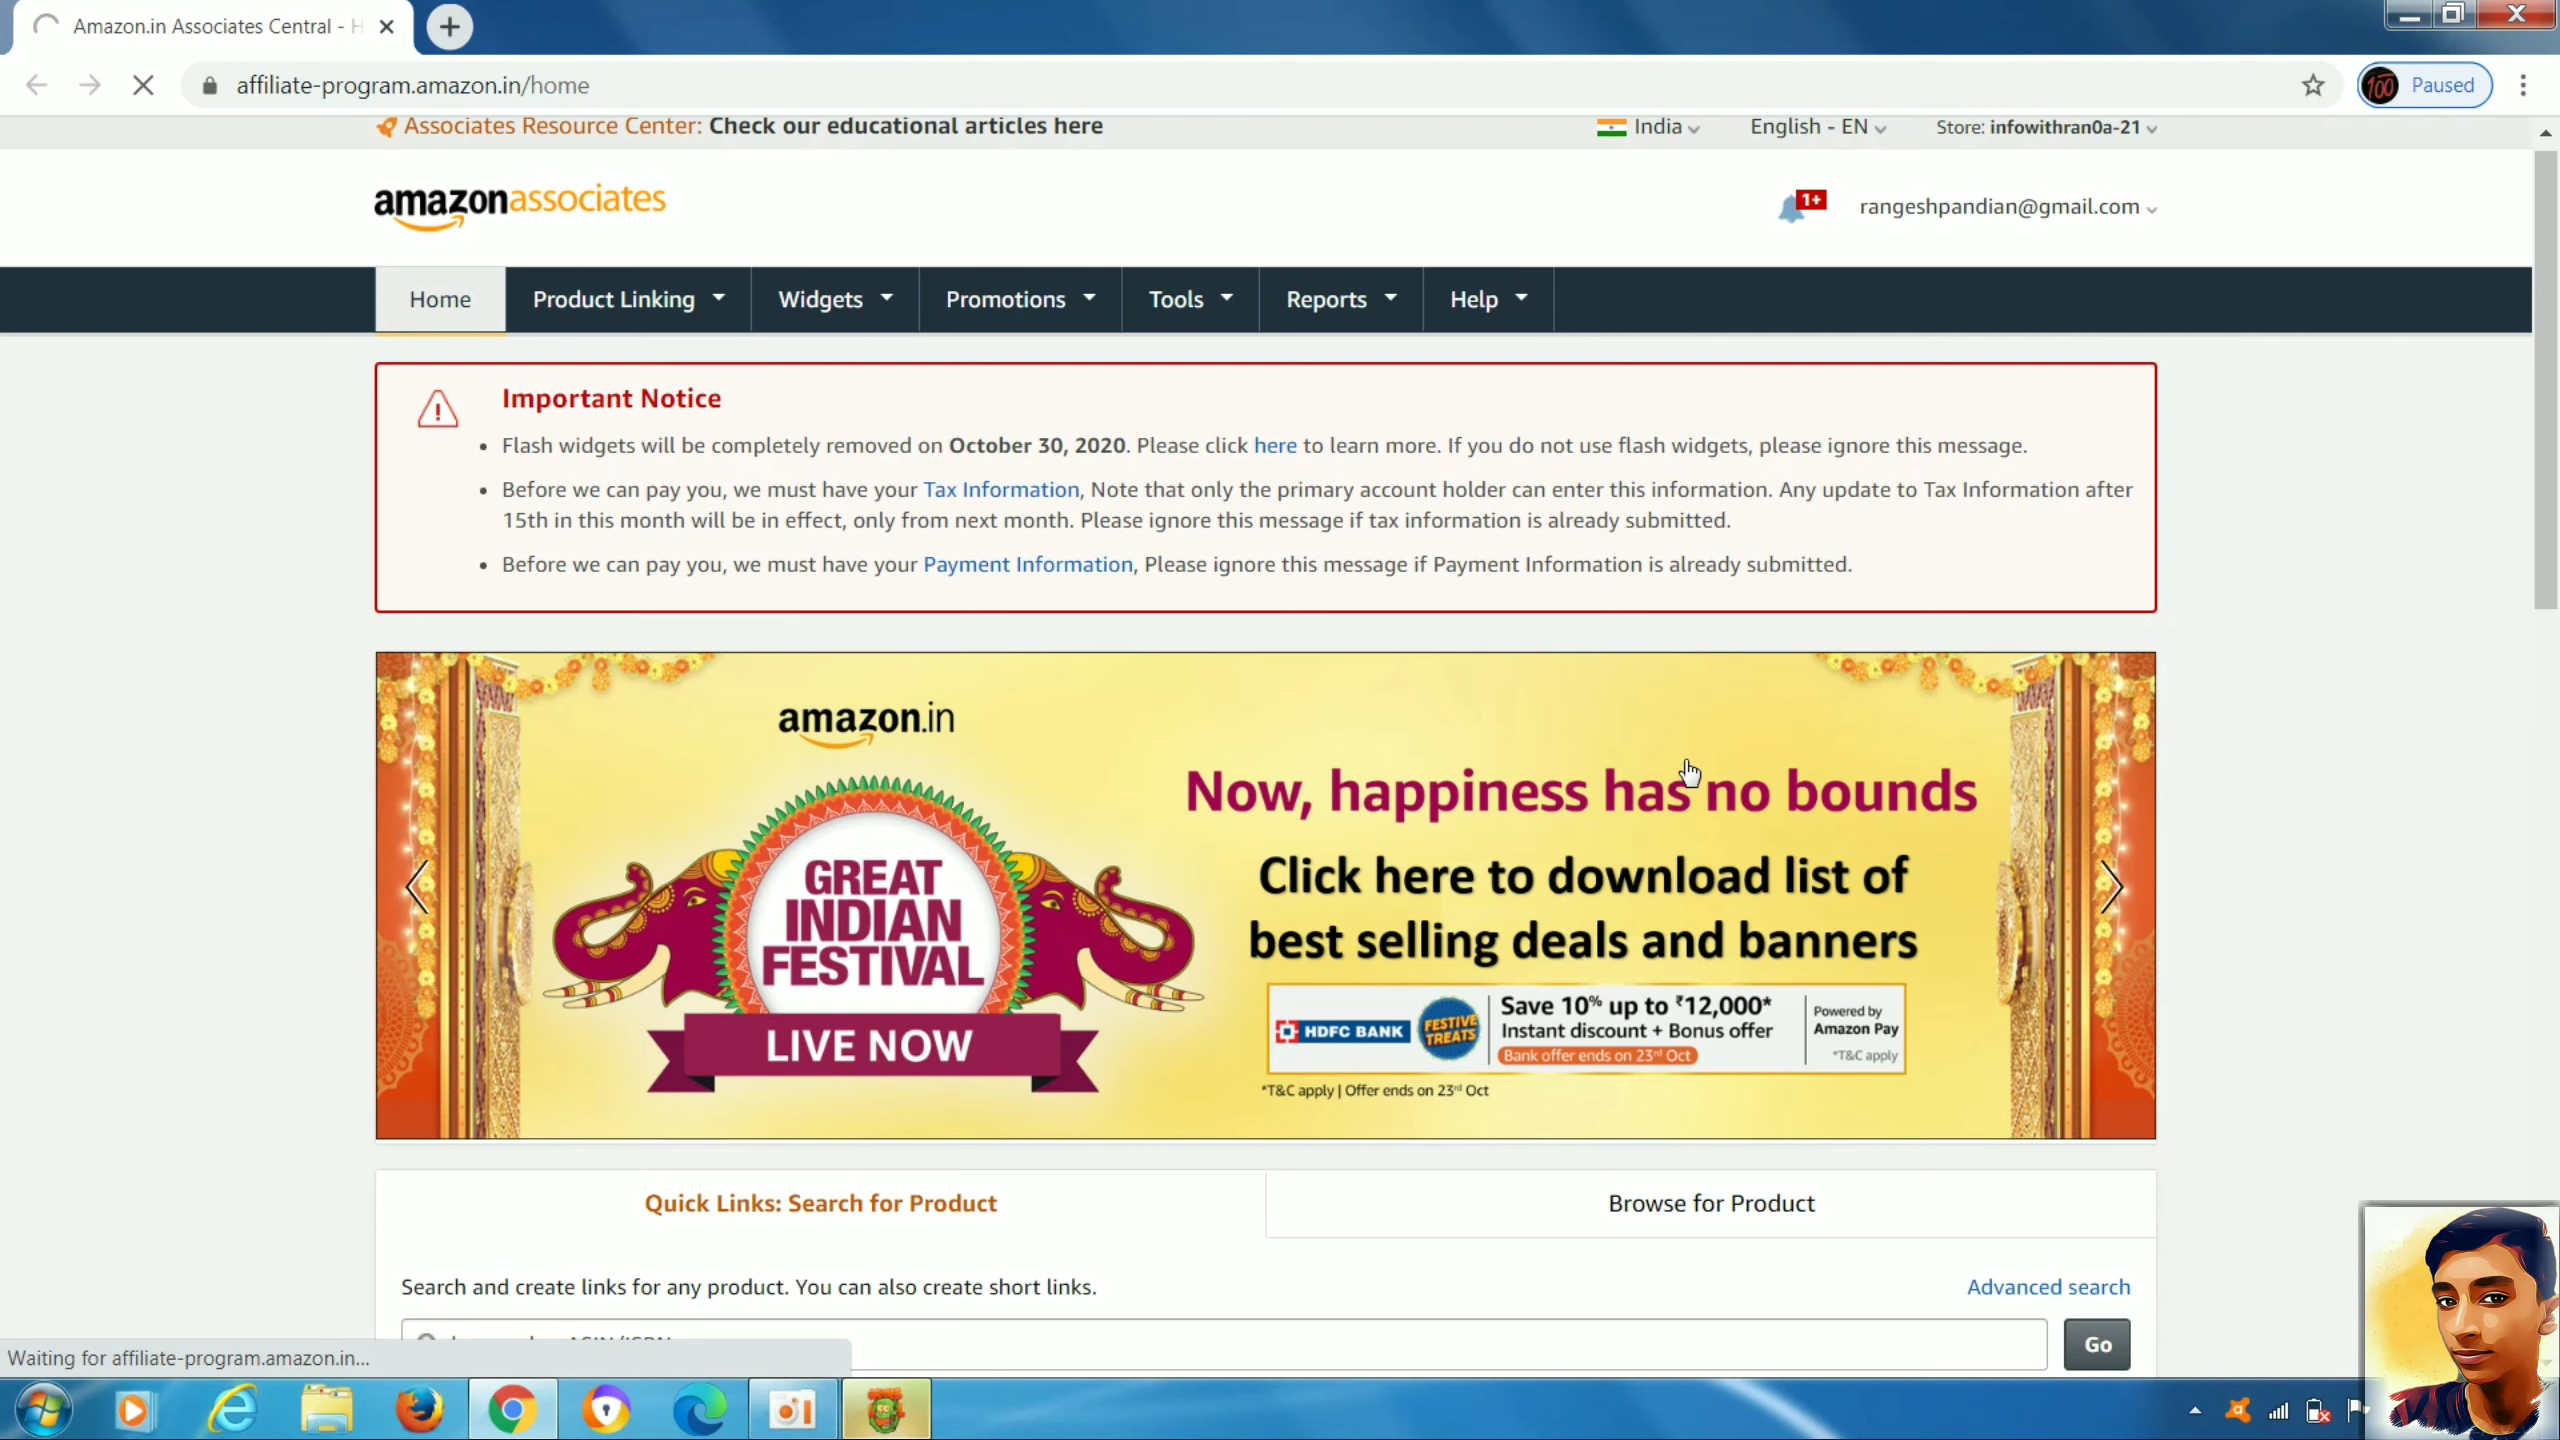 Amazon.in Associates Central - H
affiliate-program.amazon.in/home
100 Paused
Associates Resource Center: Check our educational articles here
India
English - EN
Store: infowithran0a-21
amazonassociates
1+
rangeshpandian@gmail.com
Home
Product Linking
Widgets
Promotions
Tools
Reports
Help
Important Notice
Flash widgets will be completely removed on October 30, 2020. Please click here to learn more. If you do not use flash widgets, please ignore this message.
Before we can pay you, we must have your Tax Information, Note that only the primary account holder can enter this information. Any update to Tax Information after
15th in this month will be in effect, only from next month. Please ignore this message if tax information is already submitted.
Before we can pay you, we must have your Payment Information, Please ignore this message if Payment Information is already submitted.
amazon.in
GREAT
INDIAN
FESTIVAL
LIVE NOW
Now, happiness has no bounds
Click here to download list of
best selling deals and banners
HDFC BANK
FESTIVE
TREATS
Save 10% up to ₹12,000*
Instant discount + Bonus offer
Bank offer ends on 23rd Oct
Powered by
Amazon Pay
*T&C apply
*T&C apply | Offer ends on 23rd Oct
Quick Links: Search for Product
Browse for Product
Search and create links for any product. You can also create short links.
Advanced search
Go
Waiting for affiliate-program.amazon.in...